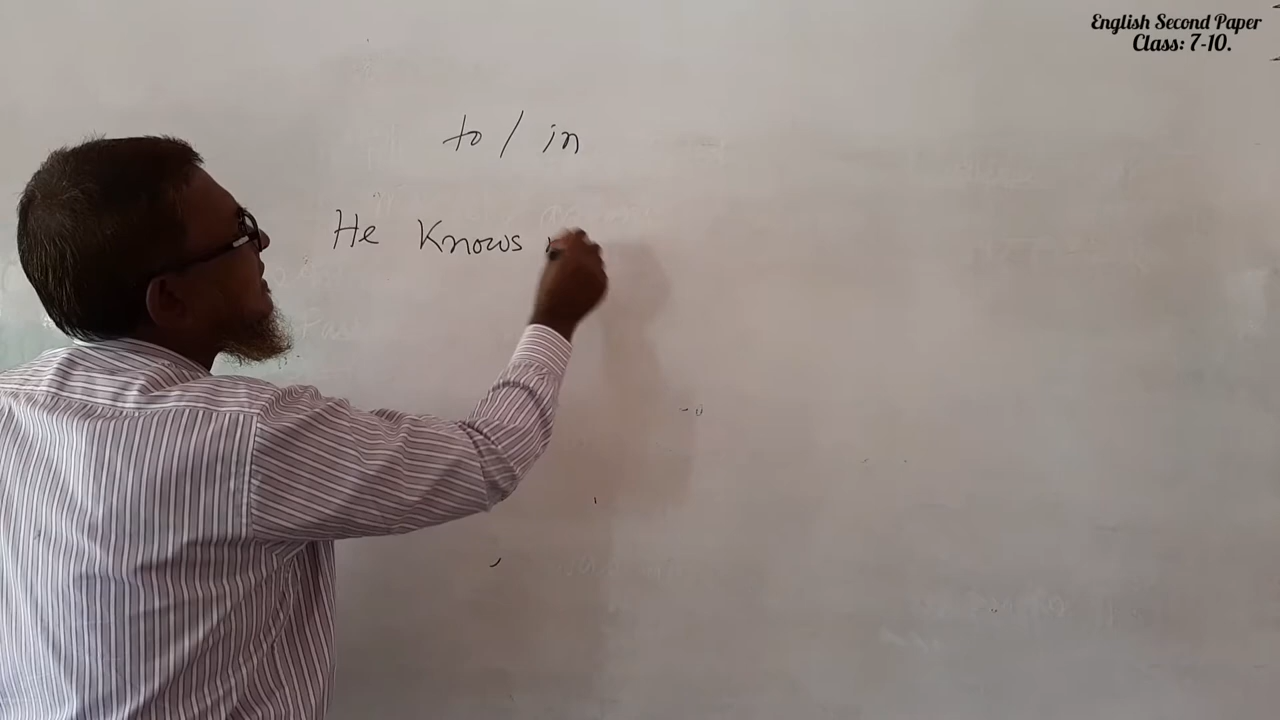 English Second Paper
Class: 7-10.
to / in
He Knows